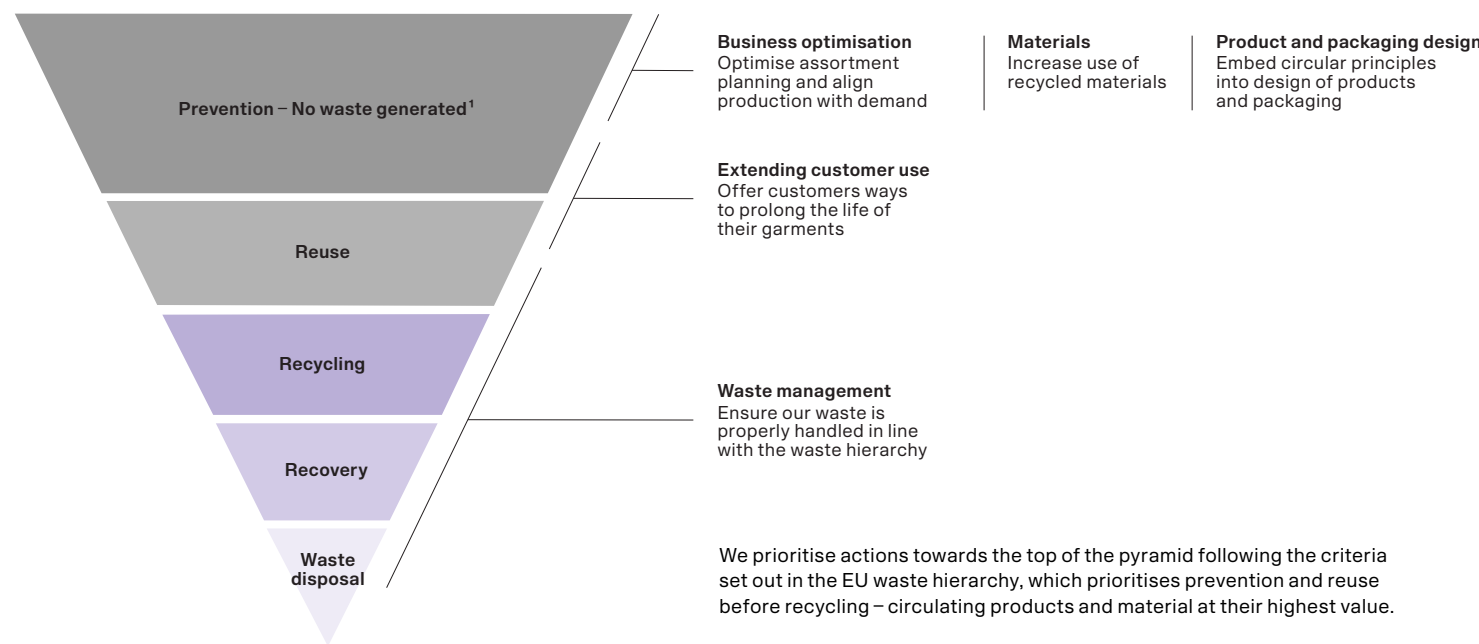 Prevention – No waste generated¹
Reuse
Recycling
Recovery
Waste
disposal
Business optimisation
Optimise assortment
planning and align
production with demand
Materials
Increase use of
recycled materials
Product and packaging design
Embed circular principles
into design of products
and packaging
Extending customer use
Offer customers ways
to prolong the life of
their garments
Waste management
Ensure our waste is
properly handled in line
with the waste hierarchy
We prioritise actions towards the top of the pyramid following the criteria
set out in the EU waste hierarchy, which prioritises prevention and reuse
before recycling – circulating products and material at their highest value.